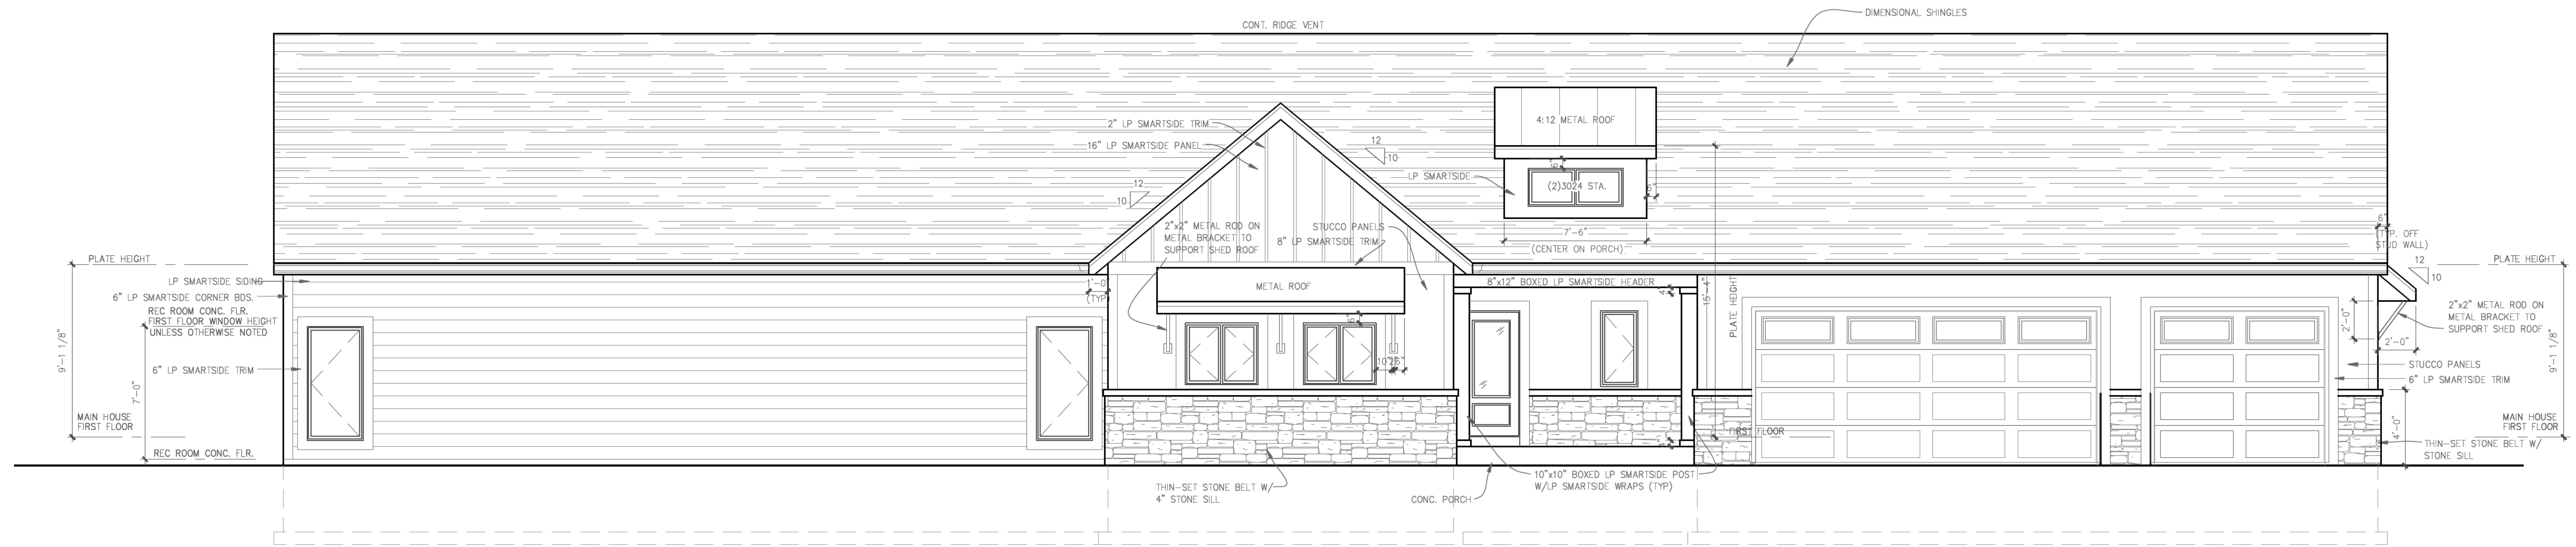 CONT. RIDGE VENT
DIMENSIONAL SHINGLES
2" LP SMARTSIDE TRIM
16" LP SMARTSIDE PANEL
12
10
12
10
4:12 METAL ROOF
6"
LP SMARTSIDE
(2)3024 STA.
6"
7'-6"
(CENTER ON PORCH)
2"x2" METAL ROD ON
METAL BRACKET TO
SUPPORT SHED ROOF
STUCCO PANELS
8" LP SMARTSIDE TRIM
6"
(TYP. OFF
STUD WALL)
12
10
PLATE HEIGHT
PLATE HEIGHT
LP SMARTSIDE SIDING
6" LP SMARTSIDE CORNER BDS.
REC ROOM CONC. FLR.
FIRST FLOOR WINDOW HEIGHT
UNLESS OTHERWISE NOTED
1'-0
(TYP
METAL ROOF
8"x12" BOXED LP SMARTSIDE HEADER
4"
15'-4"
PLATE HEIGHT
2"x2" METAL ROD ON
METAL BRACKET TO
SUPPORT SHED ROOF
2'-0"
2'-0"
9'-1 1/8"
7'-0"
6" LP SMARTSIDE TRIM
6"
10"
6"
STUCCO PANELS
6" LP SMARTSIDE TRIM
9'-1 1/8"
MAIN HOUSE
FIRST FLOOR
REC ROOM CONC. FLR.
FIRST FLOOR
4'-0"
MAIN HOUSE
FIRST FLOOR
THIN-SET STONE BELT W/
STONE SILL
THIN-SET STONE BELT W/
4" STONE SILL
CONC. PORCH
10"x10" BOXED LP SMARTSIDE POST
W/LP SMARTSIDE WRAPS (TYP)